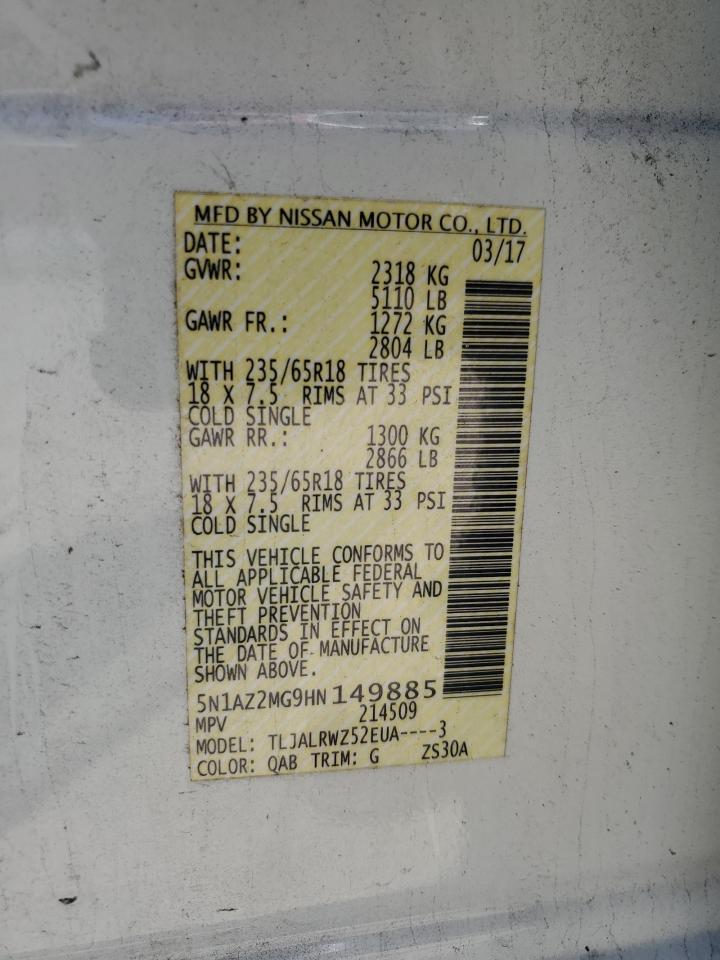 MFD BY NISSAN MOTOR CO., LTD.
DATE: 03/17
GVWR: 2318 KG
5110 LB
GAWR FR.: 1272 KG
2804 LB
WITH 235/65R18 TIRES
18 X 7.5 RIMS AT 33 PSI
COLD SINGLE
GAWR RR.: 1300 KG
2866 LB
WITH 235/65R18 TIRES
18 X 7.5 RIMS AT 33 PSI
COLD SINGLE
THIS VEHICLE CONFORMS TO
ALL APPLICABLE FEDERAL
MOTOR VEHICLE SAFETY AND
THEFT PREVENTION
STANDARDS IN EFFECT ON
THE DATE OF MANUFACTURE
SHOWN ABOVE.
5N1AZ2MG9HN149885
MPV 214509
MODEL: TLJALRWZ52EUA----3
COLOR: QAB TRIM: G ZS30A